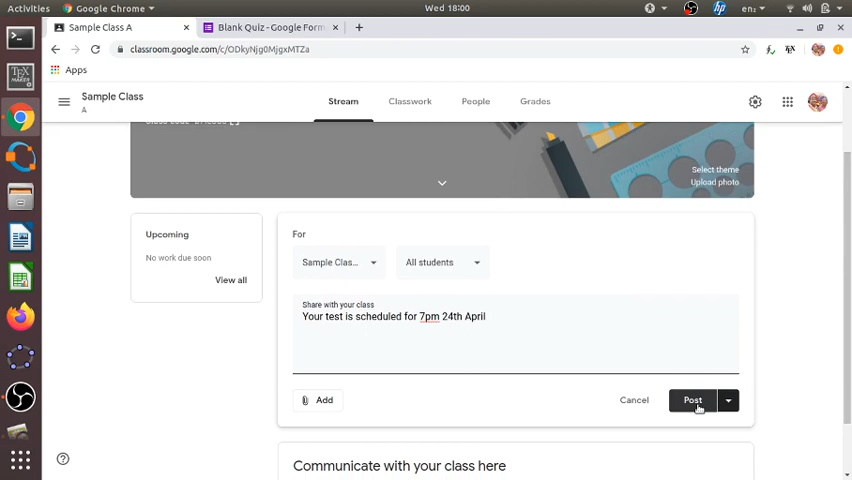 Activities Google Chrome Wed 18:00 en₂
Sample Class A × Blank Quiz - Google Form ×
classroom.google.com/c/ODkyNjg0MjgxMTZa
Apps
Sample Class
A
Stream Classwork People Grades
Select theme
Upload photo
Upcoming
No work due soon
View all
For
Sample Clas...
All students
Share with your class
Your test is scheduled for 7pm 24th April
Add
Cancel
Post
Communicate with your class here